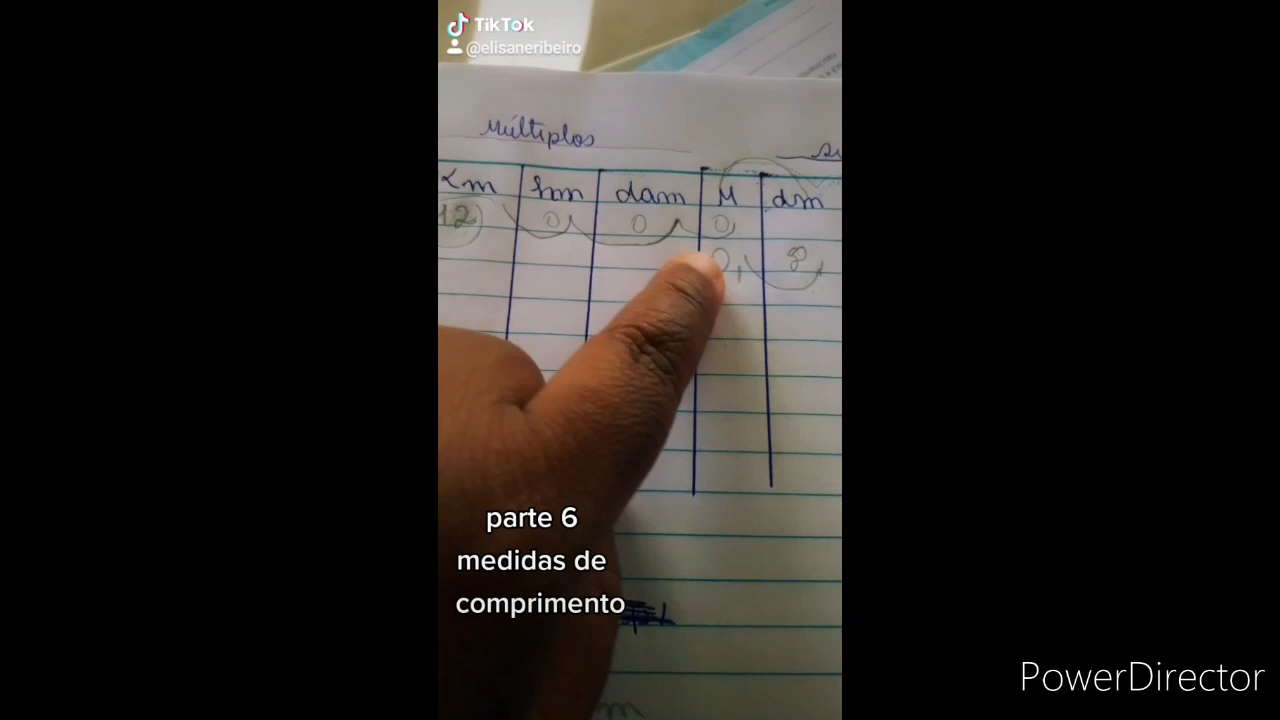 TikTok
@elisaneribeiro
Múltiplos
Km hm dam M dm
12 0 0 0,
0, 8
parte 6
medidas de
comprimento
PowerDirector